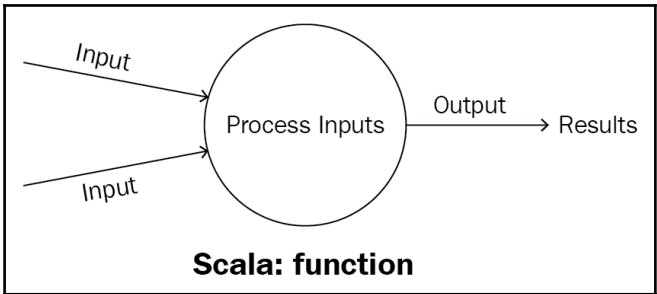 Input
Process Inputs
Output
Results
Input
Scala: function